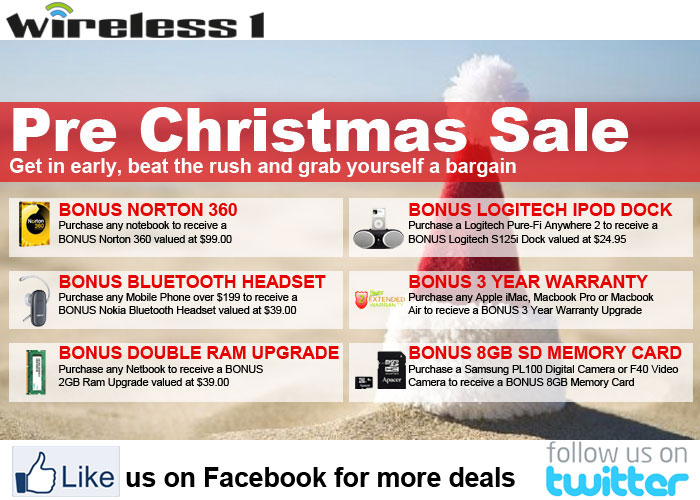 wireless 1
Pre Christmas Sale
Get in early, beat the rush and grab yourself a bargain
BONUS NORTON 360
Purchase any notebook to receive a
BONUS Norton 360 valued at $99.00
Norton
360
BONUS LOGITECH IPOD DOCK
Purchase a Logitech Pure-Fi Anywhere 2 to receive a
BONUS Logitech S125i Dock valued at $24.95
BONUS BLUETOOTH HEADSET
Purchase any Mobile Phone over $199 to receive a
BONUS Nokia Bluetooth Headset valued at $39.00
BONUS 3 YEAR WARRANTY
Purchase any Apple iMac, Macbook Pro or Macbook
Air to recieve a BONUS 3 Year Warranty Upgrade
EXTENDED
WARRANTY
BONUS DOUBLE RAM UPGRADE
Purchase any Netbook to receive a BONUS
2GB Ram Upgrade valued at $39.00
BONUS 8GB SD MEMORY CARD
Purchase a Samsung PL100 Digital Camera or F40 Video
Camera to receive a BONUS 8GB Memory Card
Apacer
Like us on Facebook for more deals
follow us on
twitter